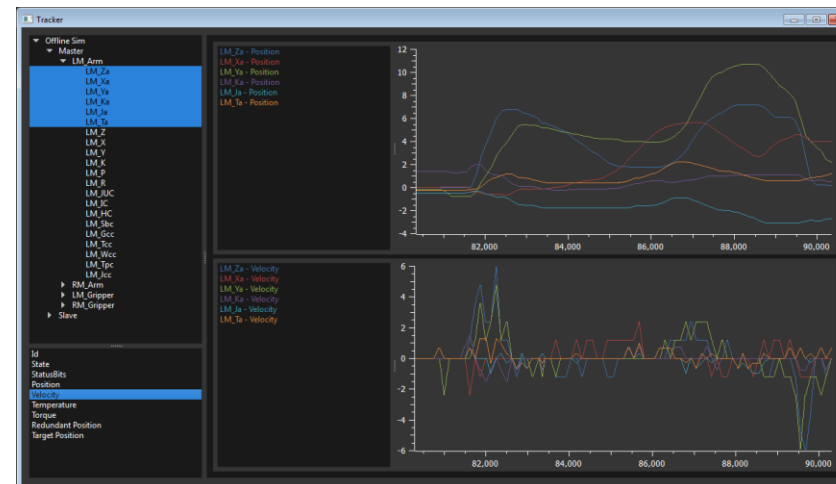 Tracker
Offline Sim
Master
LM_Arm
LM_Za
LM_Xa
LM_Ya
LM_Ka
LM_Ja
LM_Ta
LM_Z
LM_X
LM_Y
LM_K
LM_P
LM_R
LM_JUC
LM_JC
LM_HC
LM_Sbc
LM_Gcc
LM_Tcc
LM_Wcc
LM_Tpc
LM_Jcc
RM_Arm
LM_Gripper
RM_Gripper
Slave
Id
State
StatusBits
Position
Velocity
Temperature
Torque
Redundant Position
Target Position
LM_Za - Position
LM_Xa - Position
LM_Ya - Position
LM_Ka - Position
LM_Ja - Position
LM_Ta - Position
12
10
8
6
4
2
0
-2
-4
82,000 84,000 86,000 88,000 90,000
LM_Za - Velocity
LM_Xa - Velocity
LM_Ya - Velocity
LM_Ka - Velocity
LM_Ja - Velocity
LM_Ta - Velocity
6
4
2
0
-2
-4
-6
82,000 84,000 86,000 88,000 90,000